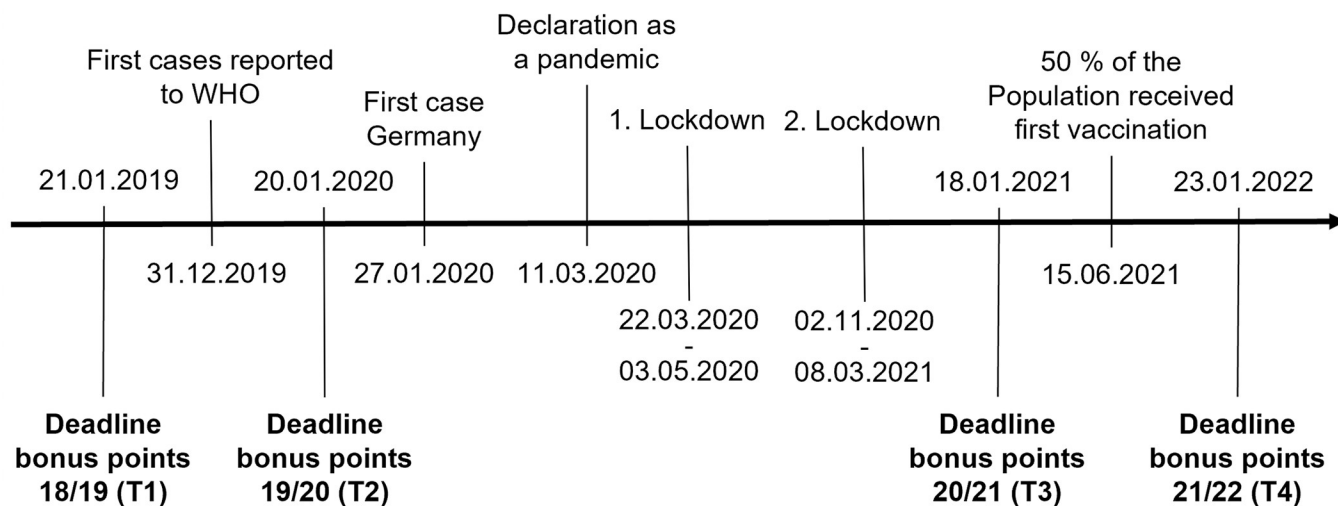 Declaration as
a pandemic
First cases reported
to WHO
50 % of the
Population received
first vaccination
First case
Germany
1. Lockdown
2. Lockdown
21.01.2019
20.01.2020
18.01.2021
23.01.2022
31.12.2019
27.01.2020
11.03.2020
15.06.2021
22.03.2020
-
03.05.2020
02.11.2020
-
08.03.2021
Deadline
bonus points
18/19 (T1)
Deadline
bonus points
19/20 (T2)
Deadline
bonus points
20/21 (T3)
Deadline
bonus points
21/22 (T4)